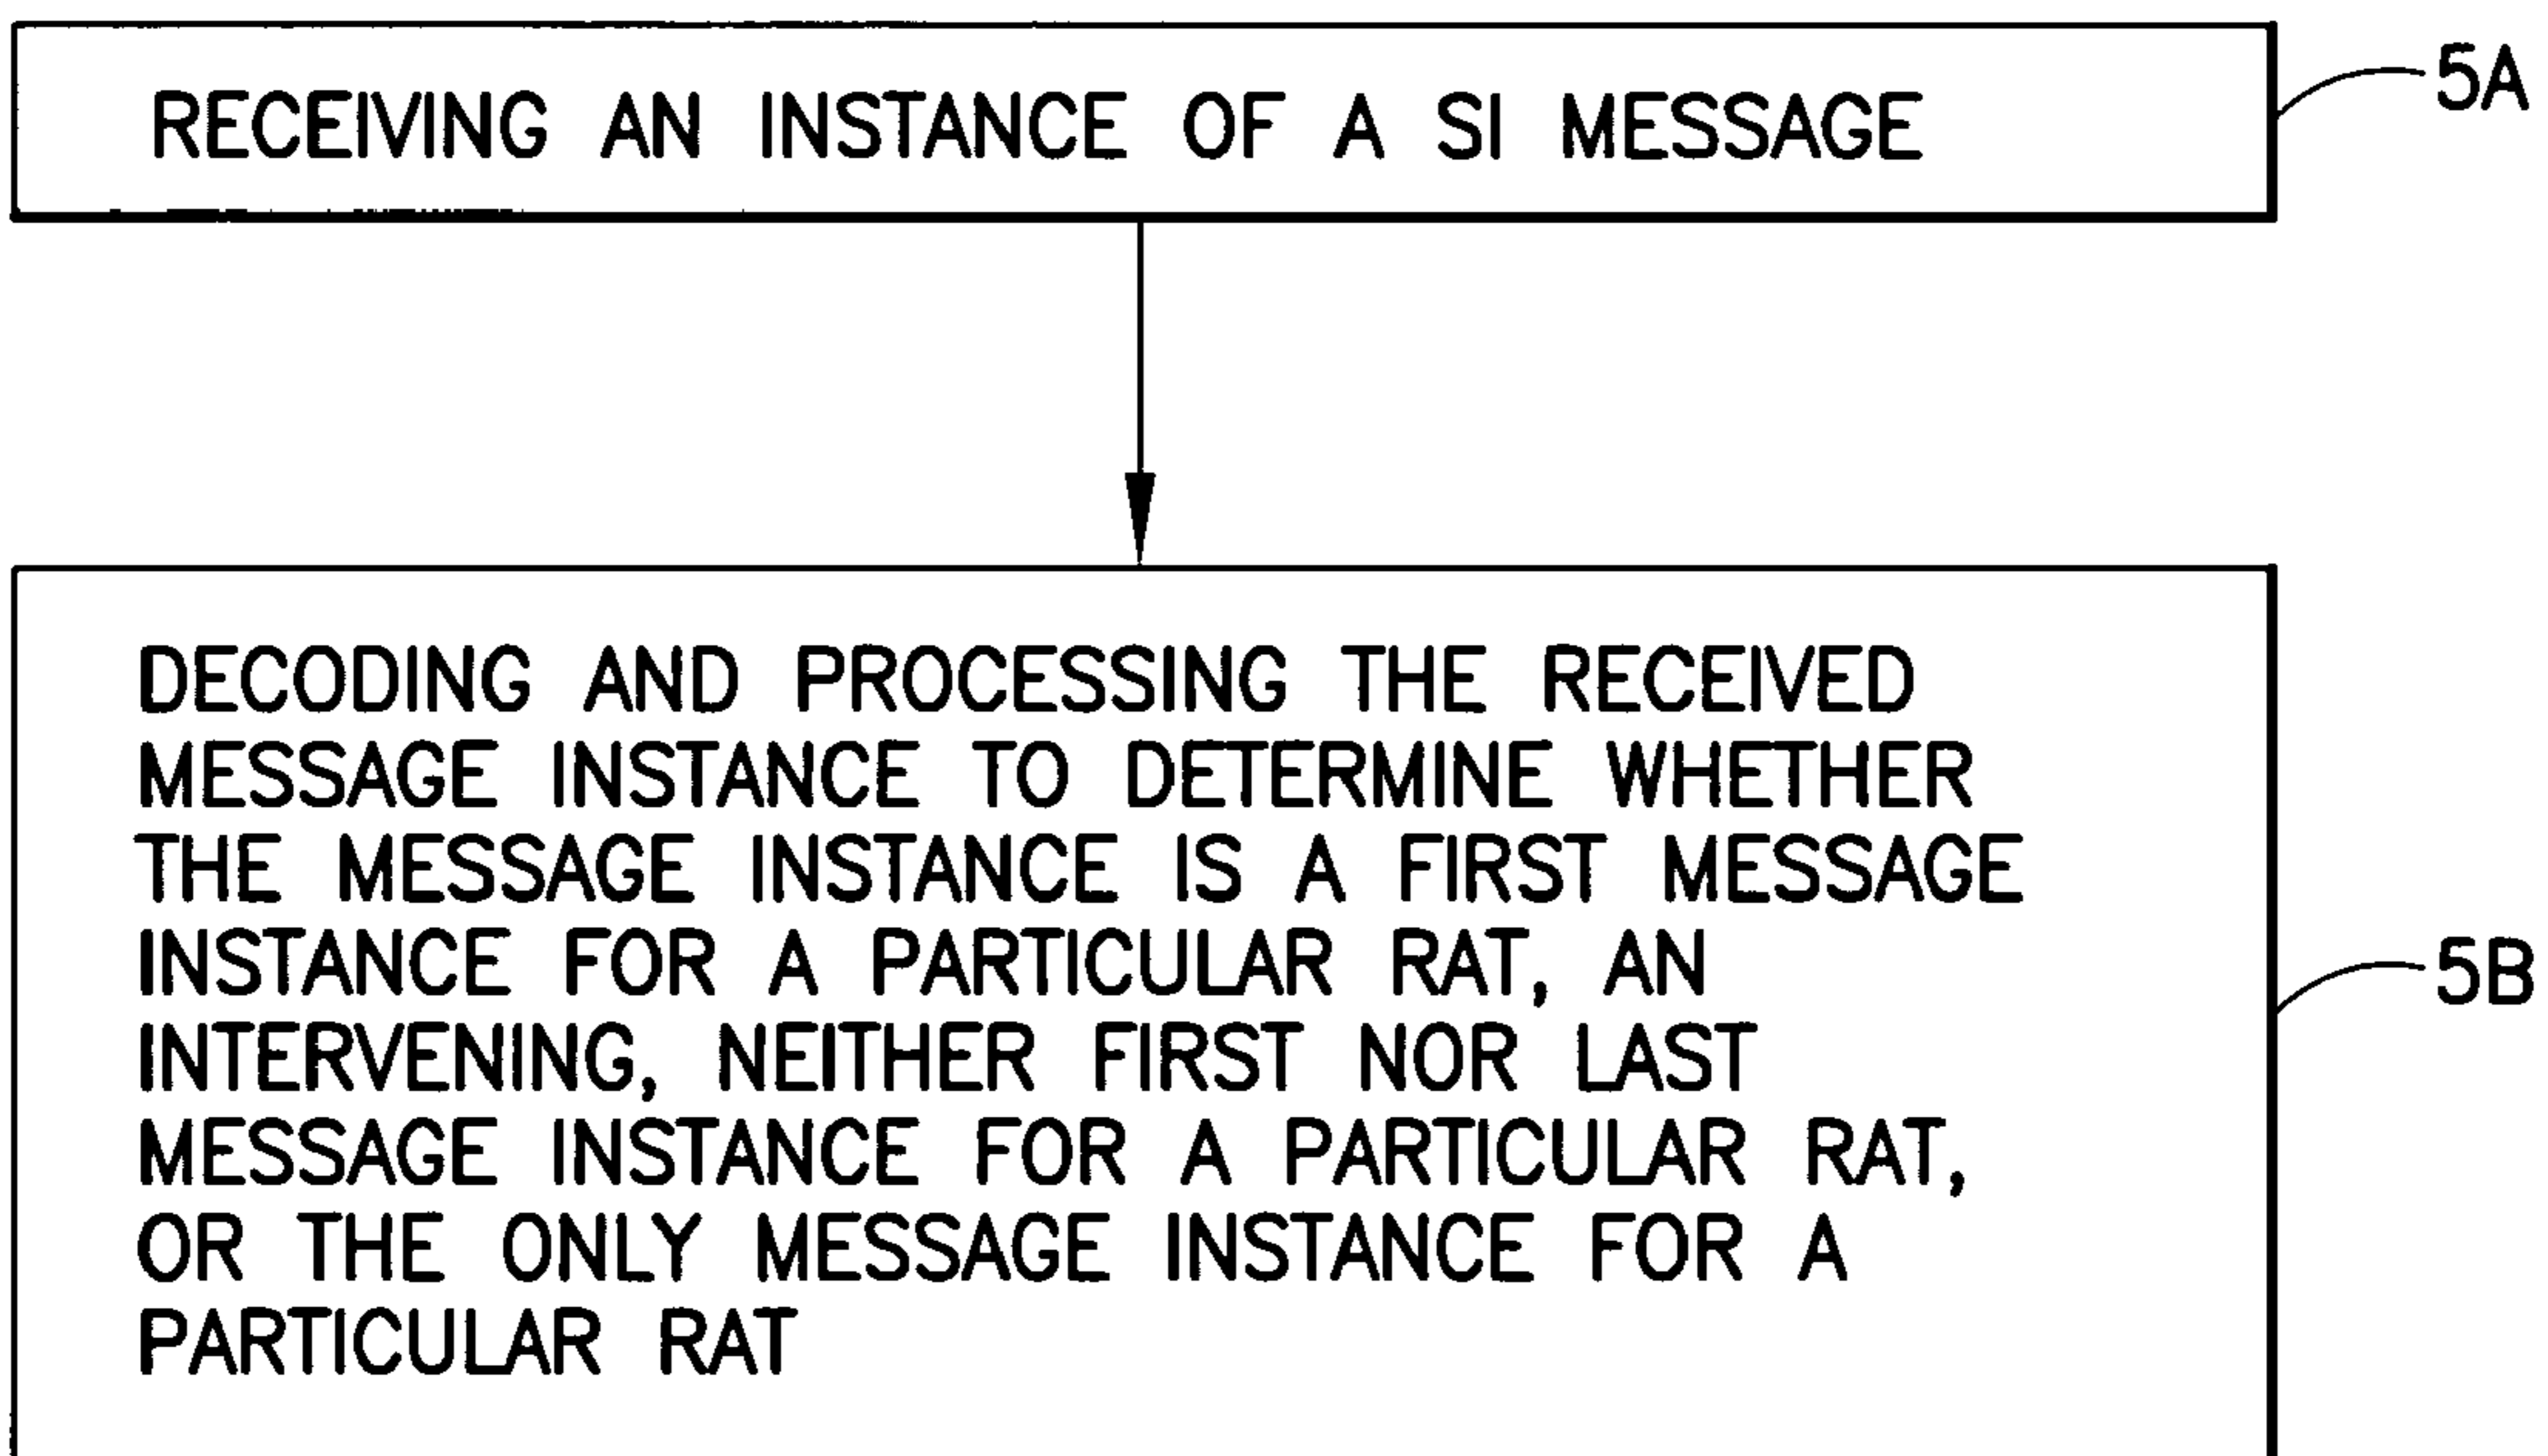 RECEIVING AN INSTANCE OF A SI MESSAGE
5A
DECODING AND PROCESSING THE RECEIVED
MESSAGE INSTANCE TO DETERMINE WHETHER
THE MESSAGE INSTANCE IS A FIRST MESSAGE
INSTANCE FOR A PARTICULAR RAT, AN
INTERVENING, NEITHER FIRST NOR LAST
MESSAGE INSTANCE FOR A PARTICULAR RAT,
OR THE ONLY MESSAGE INSTANCE FOR A
PARTICULAR RAT
5B